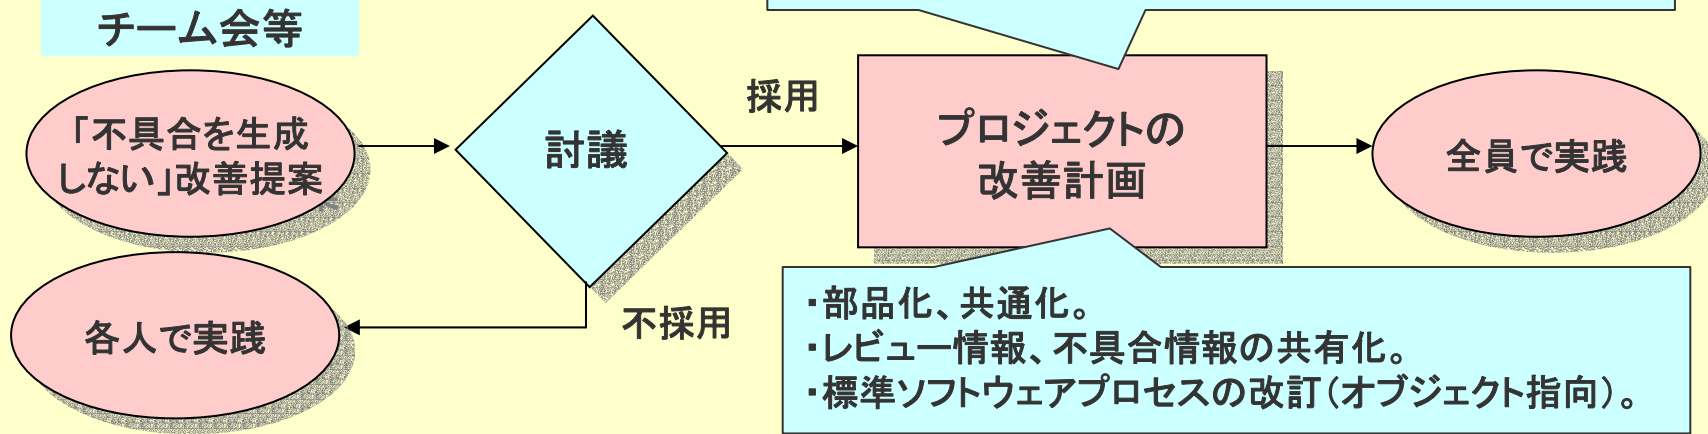 チーム会等
「不具合を生成
しない」改善提案
討議
採用
プロジェクトの
改善計画
全員で実践
各人で実践
不採用
・部品化、共通化。
・レビュー情報、不具合情報の共有化。
・標準ソフトウェアプロセスの改訂(オブジェクト指向)。